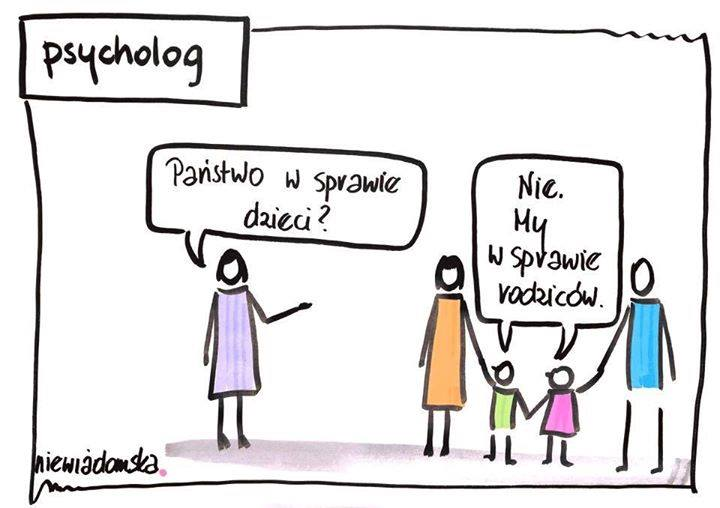 psycholog
Państwo w sprawie
dzieci?
Nie.
My
w sprawie
rodziców.
niewiadomska.